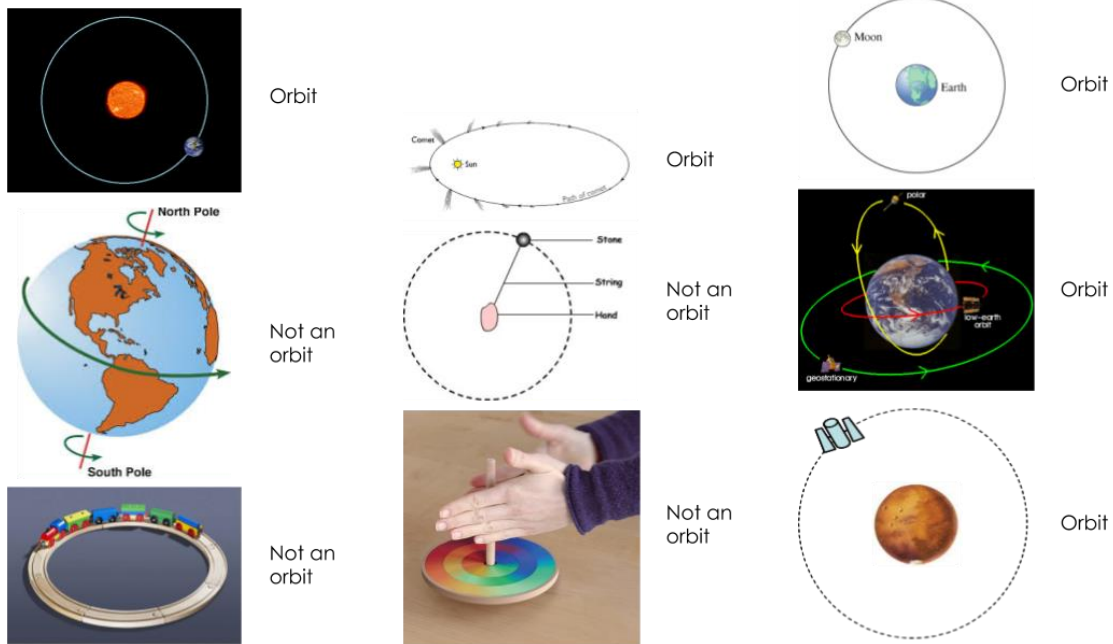 Orbit
North Pole
South Pole
Not an
orbit
Not an
orbit
Comet
Sun
Path of comet
Orbit
Stone
String
Hand
Not an
orbit
Not an
orbit
Moon
Earth
Orbit
polar
low-earth
orbit
geostationary
Orbit
Orbit